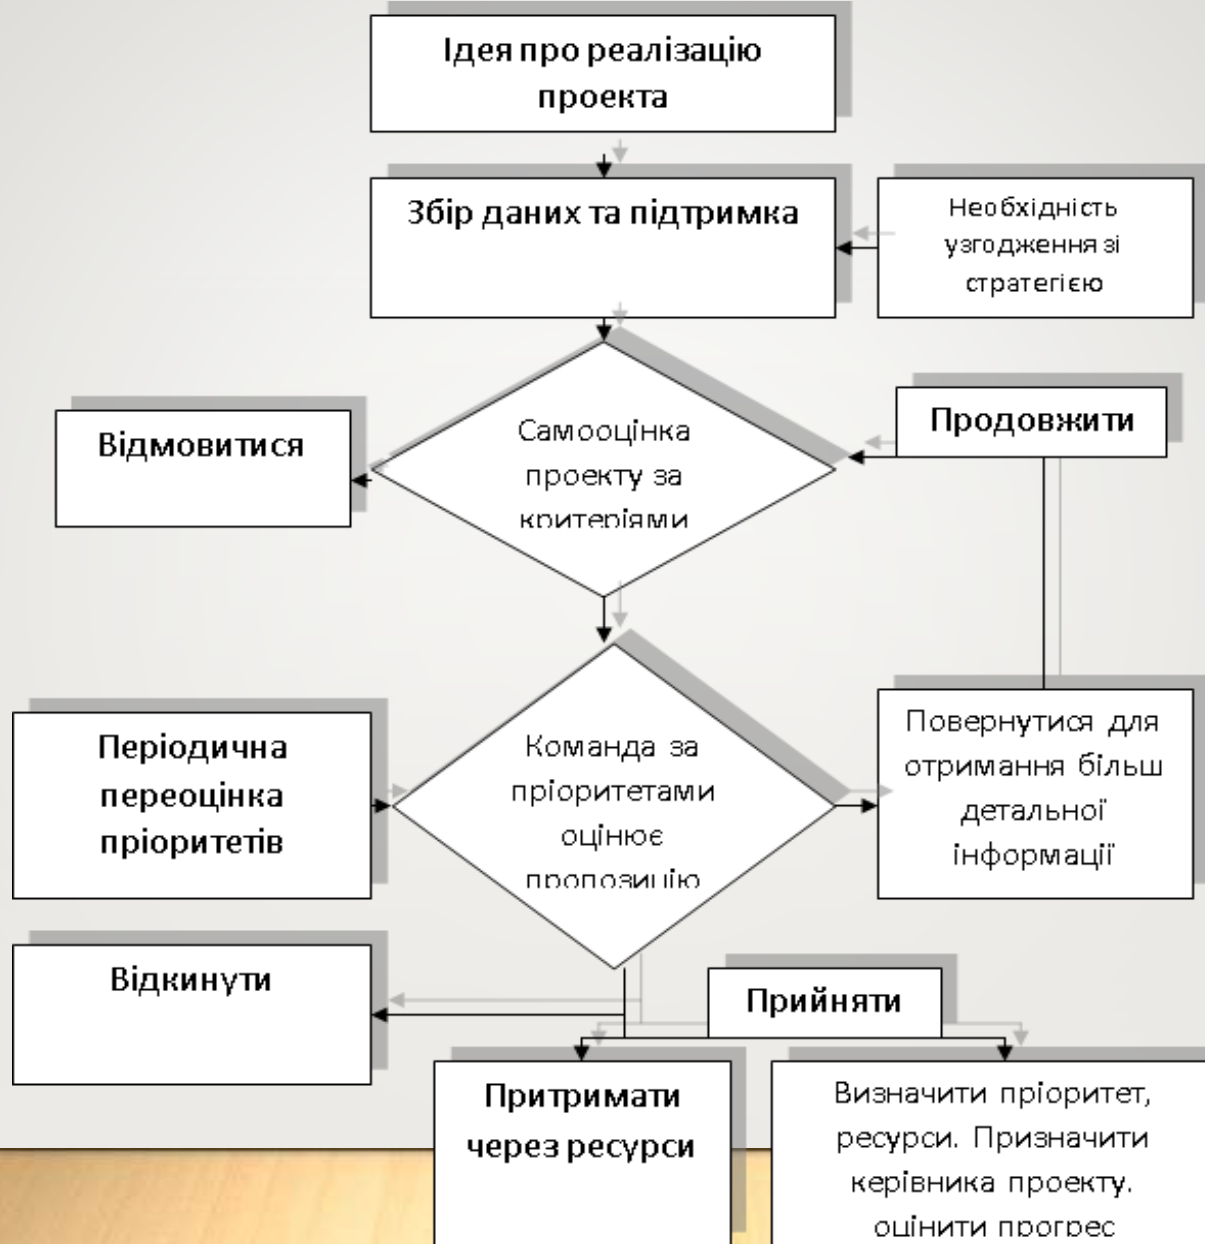 Ідея про реалізацію
проекта
Збір даних та підтримка
Необхідність
узгодження зі
стратегією
Відмовитися
Самооцінка
проекту за
критеріями
Продовжити
Періодична
переоцінка
пріоритетів
Команда за
пріоритетами
оцінює
пропозицію
Повернутися для
отримання більш
детальної
інформації
Відкинути
Прийняти
Притримати
через ресурси
Визначити пріоритет,
ресурси. Призначити
керівника проекту.
оцінити прогрес